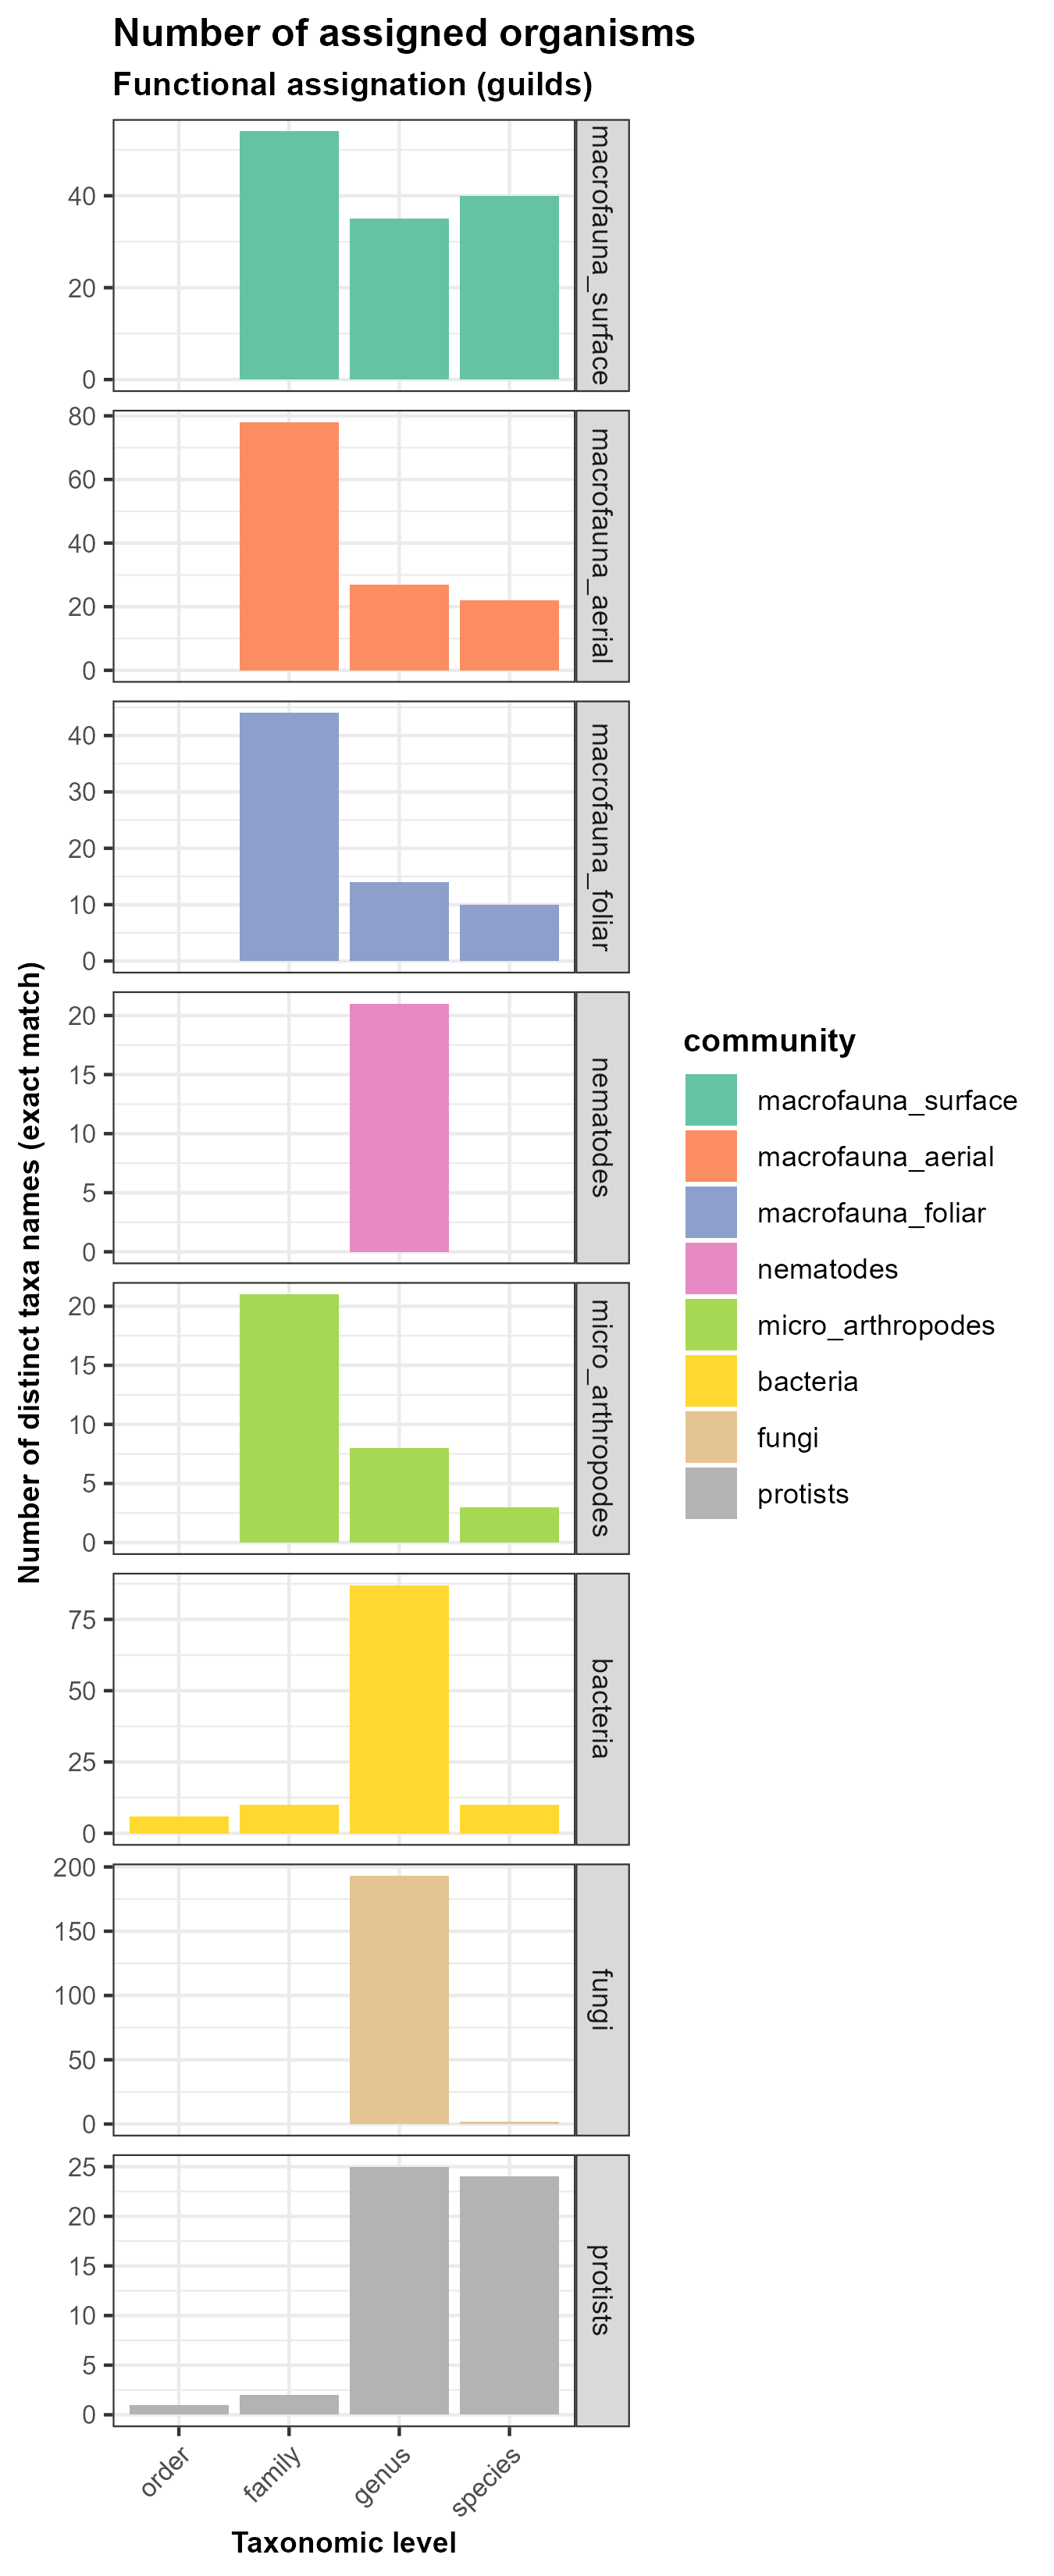 Number of assigned organisms
Functional assignation (guilds)
Number of distinct taxa names (exact match)
40
20
0
macrofauna_surface
80
60
40
20
0
macrofauna_aerial
40
30
20
10
0
macrofauna_foliar
20
15
10
5
0
nematodes
20
15
10
5
0
micro_arthropodes
75
50
25
0
bacteria
200
150
100
50
0
fungi
25
20
15
10
5
0
protists
order
family
genus
species
Taxonomic level
community
macrofauna_surface
macrofauna_aerial
macrofauna_foliar
nematodes
micro_arthropodes
bacteria
fungi
protists